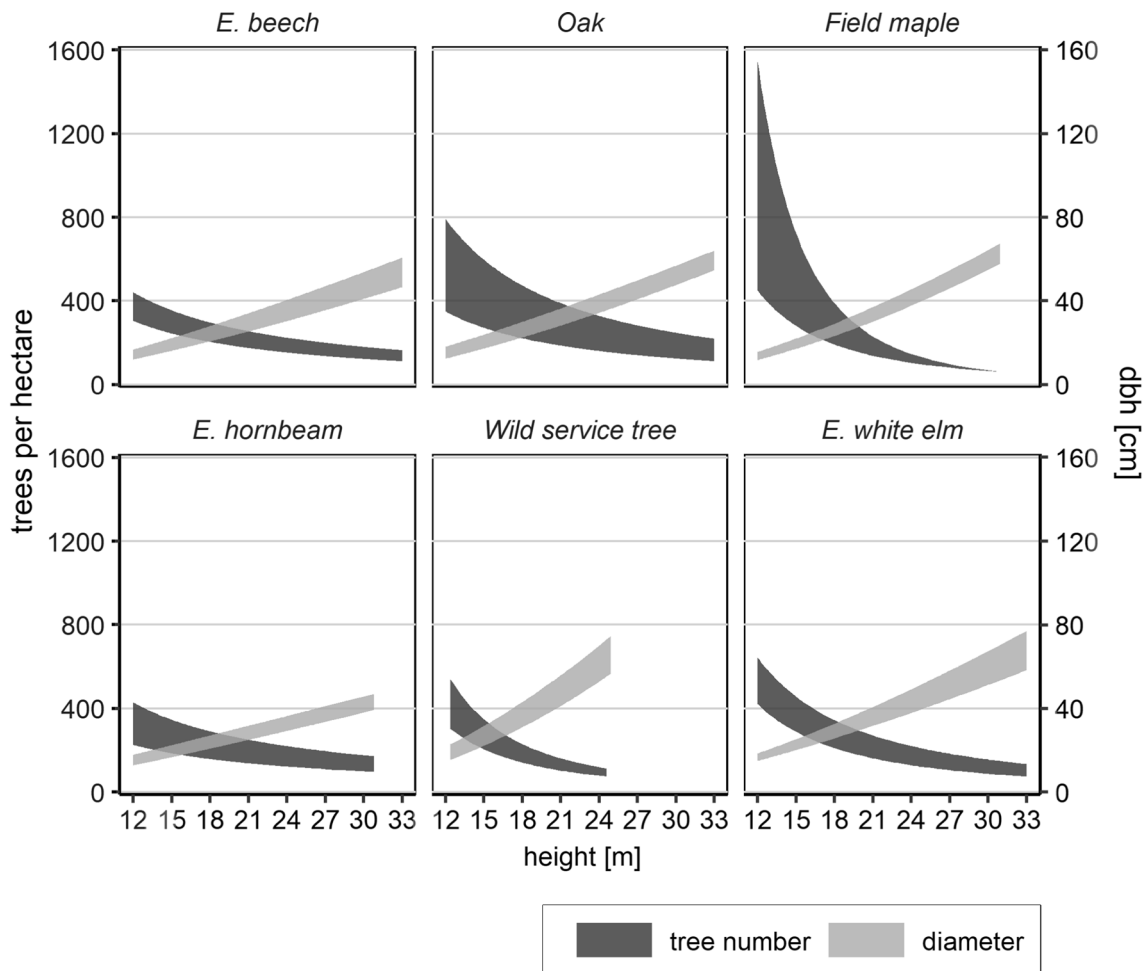 E. beech Oak Field maple
1600 160
1200 120
800 80
400 40
0 0
trees per hectare
dbh [cm]
E. hornbeam Wild service tree E. white elm
1600 160
1200 120
800 80
400 40
0 0
12 15 18 21 24 27 30 33 12 15 18 21 24 27 30 33 12 15 18 21 24 27 30 33
height [m]
tree number diameter